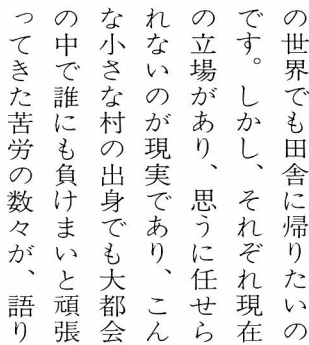 の世界でも田舎に帰りたいの
です。しかし、それぞれ現在
の立場があり、思うに任せら
れないのが現実であり、こん
な小さな村の出身でも大都会
の中で誰にも負けまいと頑張
ってきた苦労の数々が、語り